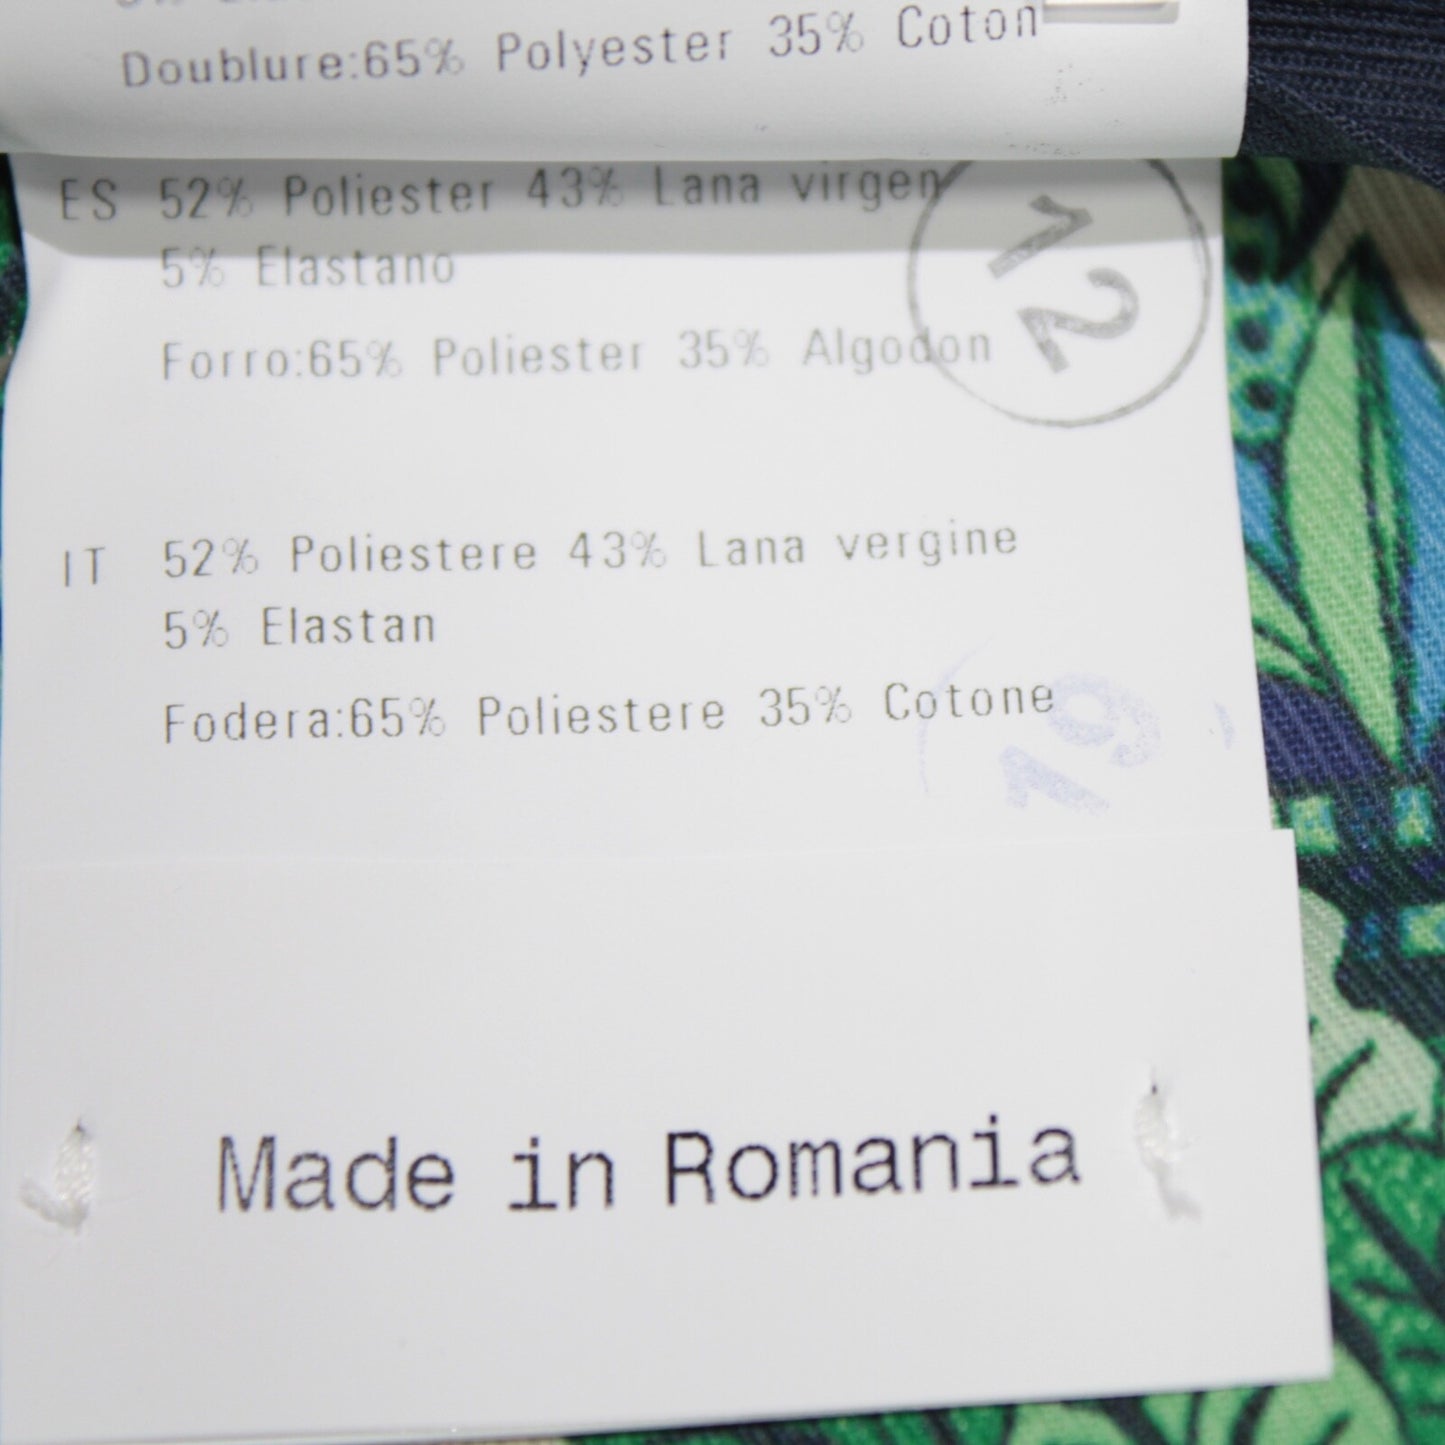 Doublure:65% Polyester 35% Coton
ES 52% Poliester 43% Lana virgen
5% Elastano
Forro:65% Poliester 35% Algodon
12
IT 52% Poliestere 43% Lana vergine
5% Elastan
Fodera:65% Poliestere 35% Cotone
19
Made in Romania